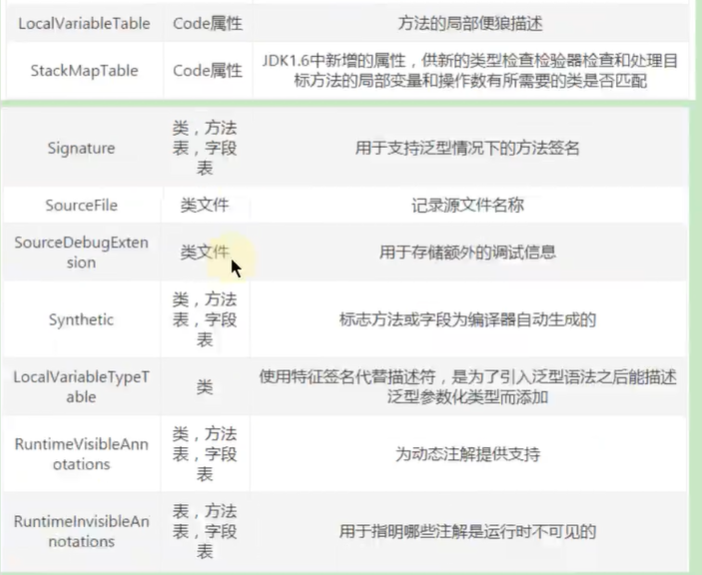 LocalVariableTable Code属性 方法的局部便狼描述
StackMapTable Code属性 JDK1.6中新增的属性，供新的类型检查检验器检查和处理目
标方法的局部变量和操作数有所需要的类是否匹配
Signature 类，方法
表，字段
表 用于支持泛型情况下的方法签名
SourceFile 类文件 记录源文件名称
SourceDebugExten
sion 类文件 用于存储额外的调试信息
Synthetic 类，方法
表，字段
表 标志方法或字段为编译器自动生成的
LocalVariableTypeT
able 类 使用特征签名代替描述符，是为了引入泛型语法之后能描述
泛型参数化类型而添加
RuntimeVisibleAnn
otations 类，方法
表，字段
表 为动态注解提供支持
RuntimeInvisibleAn
notations 表，方法
表，字段
表 用于指明哪些注解是运行时不可见的